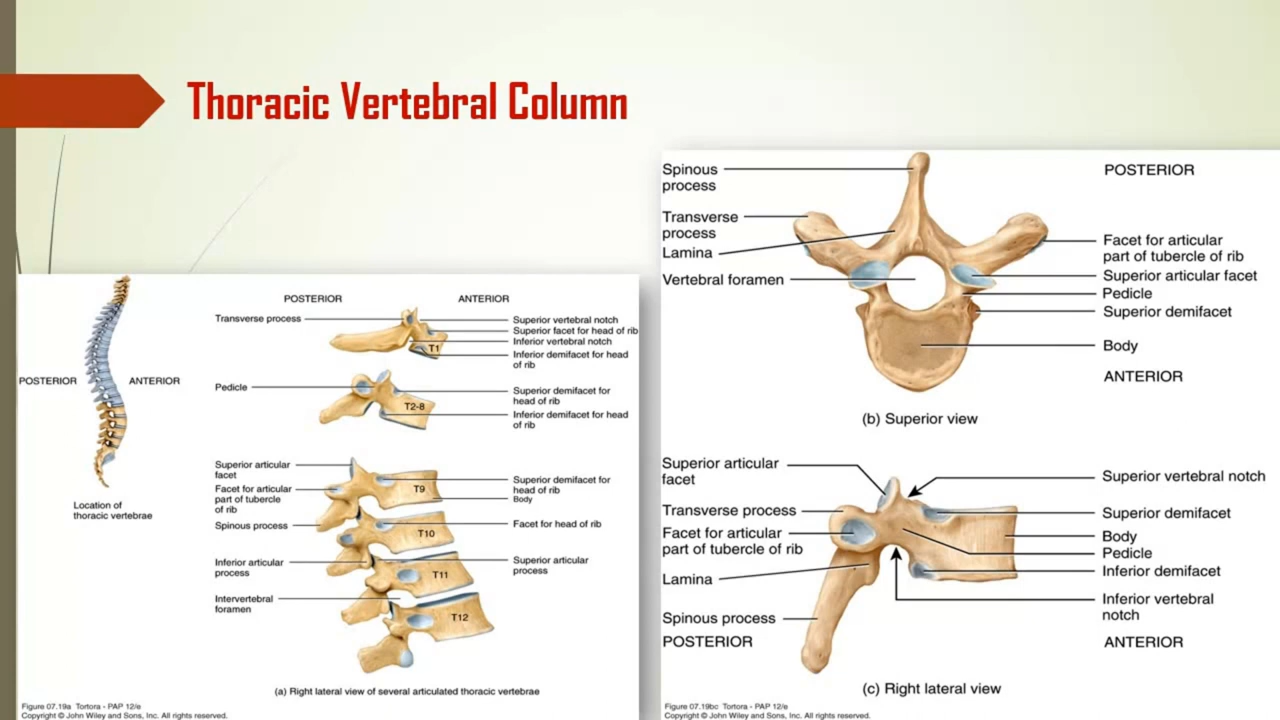 Thoracic Vertebral Column
POSTERIOR
ANTERIOR
Location of
thoracic vertebrae
POSTERIOR
ANTERIOR
Transverse process
Superior vertebral notch
Superior facet for head of rib
Inferior vertebral notch
T1
Inferior demifacet for head
of rib
Pedicle
Superior demifacet for
head of rib
T2-8
Inferior demifacet for head
of rib
Superior articular
facet
Facet for articular
part of tubercle
of rib
Spinous process
Inferior articular
process
Intervertebral
foramen
Superior demifacet for
head of rib
Body
Facet for head of rib
Superior articular
process
T9
T10
T11
T12
(a) Right lateral view of several articulated thoracic vertebrae
Figure 07.19a Tortora - PAP 12/e
Copyright © John Wiley and Sons, Inc. All rights reserved.
Spinous
process
Transverse
process
Lamina
Vertebral foramen
POSTERIOR
Facet for articular
part of tubercle of rib
Superior articular facet
Pedicle
Superior demifacet
Body
ANTERIOR
(b) Superior view
Superior articular
facet
Transverse process
Facet for articular
part of tubercle of rib
Lamina
Spinous process
POSTERIOR
Superior vertebral notch
Superior demifacet
Body
Pedicle
Inferior demifacet
Inferior vertebral
notch
ANTERIOR
(c) Right lateral view
Figure 07.19bc Tortora - PAP 12/e
Copyright © John Wiley and Sons, Inc. All rights reserved.